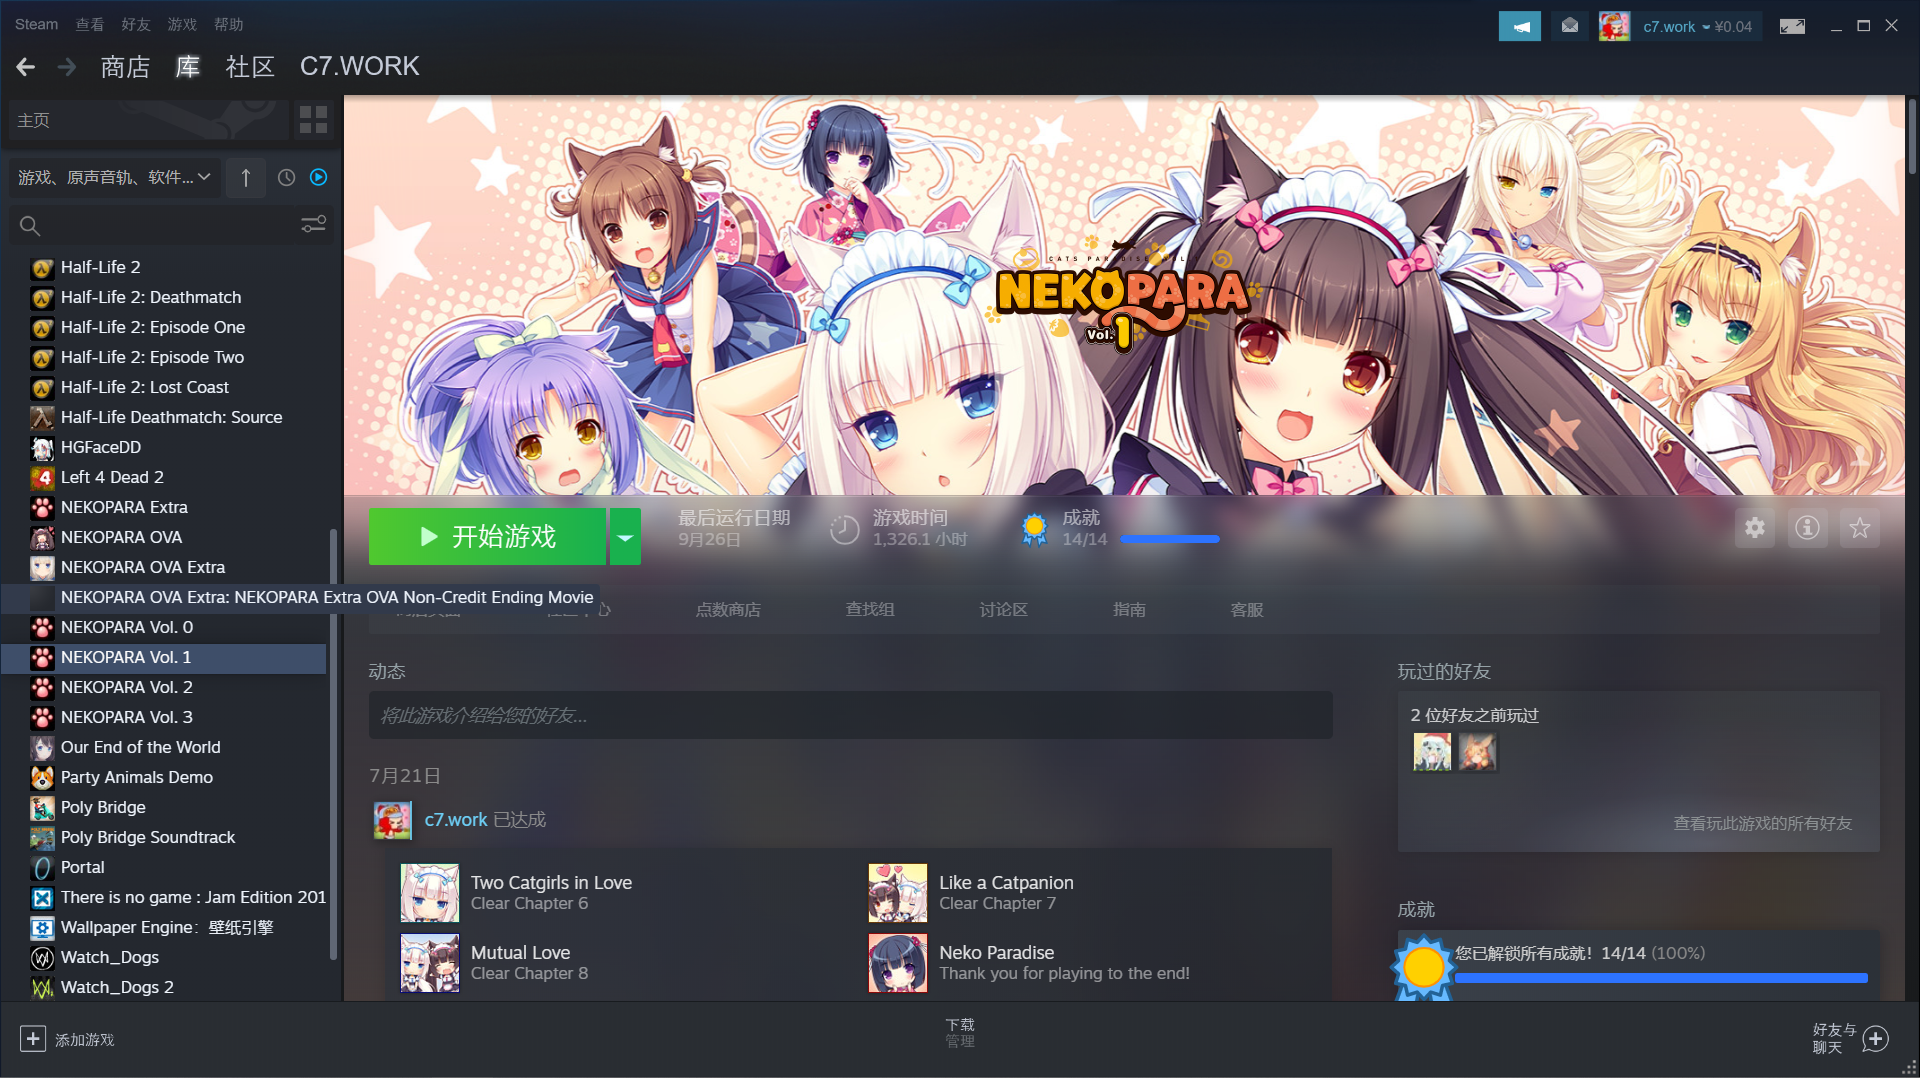 Steam 查看 好友 游戏 帮助
c7.work ¥0.04
商店 库 社区 C7.WORK
主页
游戏、原声音轨、软件...
Half-Life 2
Half-Life 2: Deathmatch
Half-Life 2: Episode One
Half-Life 2: Episode Two
Half-Life 2: Lost Coast
Half-Life Deathmatch: Source
HGFaceDD
Left 4 Dead 2
NEKOPARA Extra
NEKOPARA OVA
NEKOPARA OVA Extra
NEKOPARA OVA Extra: NEKOPARA Extra OVA Non-Credit Ending Movie
NEKOPARA Vol. 0
NEKOPARA Vol. 1
NEKOPARA Vol. 2
NEKOPARA Vol. 3
Our End of the World
Party Animals Demo
Poly Bridge
Poly Bridge Soundtrack
Portal
There is no game : Jam Edition 201
Wallpaper Engine：壁纸引擎
Watch_Dogs
Watch_Dogs 2
NEKOPARA
Vol. 1
开始游戏
最后运行日期
9月26日
游戏时间
1,326.1 小时
成就
14/14
点数商店 查找组 讨论区 指南 客服
动态
将此游戏介绍给您的好友...
7月21日
c7.work 已达成
Two Catgirls in Love
Clear Chapter 6
Like a Catpanion
Clear Chapter 7
Mutual Love
Clear Chapter 8
Neko Paradise
Thank you for playing to the end!
玩过的好友
2 位好友之前玩过
查看玩此游戏的所有好友
成就
您已解锁所有成就！14/14 (100%)
添加游戏
下载
管理
好友与
聊天